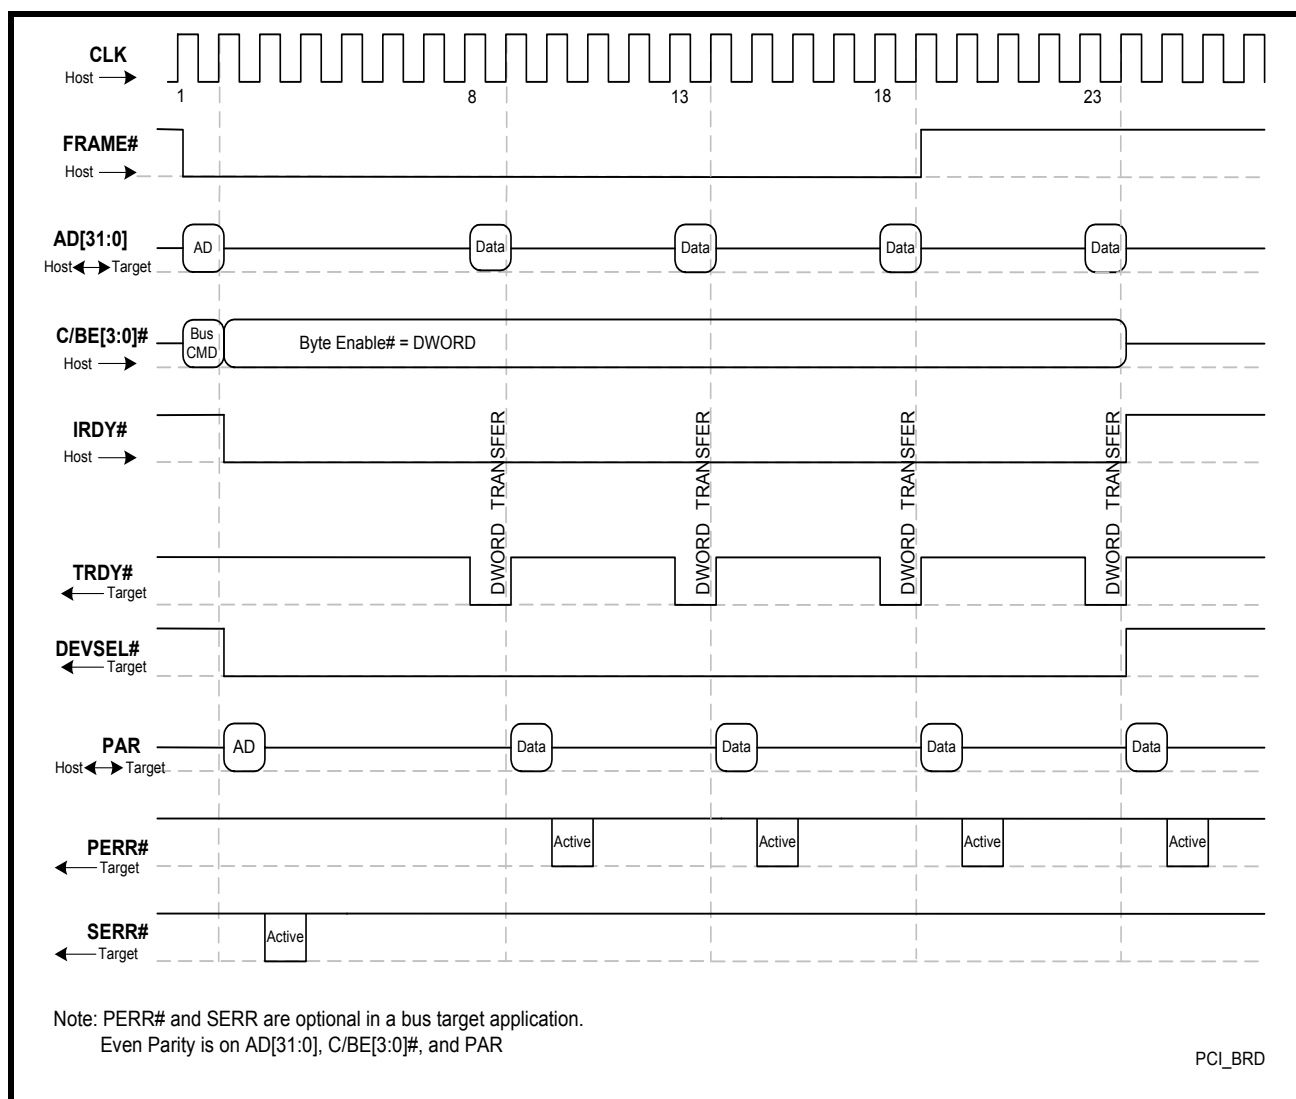 CLK
Host
1 8 13 18 23
FRAME#
Host
AD[31:0]
AD Data Data Data Data
Host Target
C/BE[3:0]#
Bus
CMD
Byte Enable# = DWORD
Host
IRDY#
Host
DWORD TRANSFER
DWORD TRANSFER
DWORD TRANSFER
DWORD TRANSFER
TRDY#
Target
DEVSEL#
Target
PAR
AD Data Data Data Data
Host Target
PERR#
Active Active Active Active
Target
SERR#
Active
Target
Note: PERR# and SERR are optional in a bus target application.
Even Parity is on AD[31:0], C/BE[3:0]#, and PAR
PCI_BRD